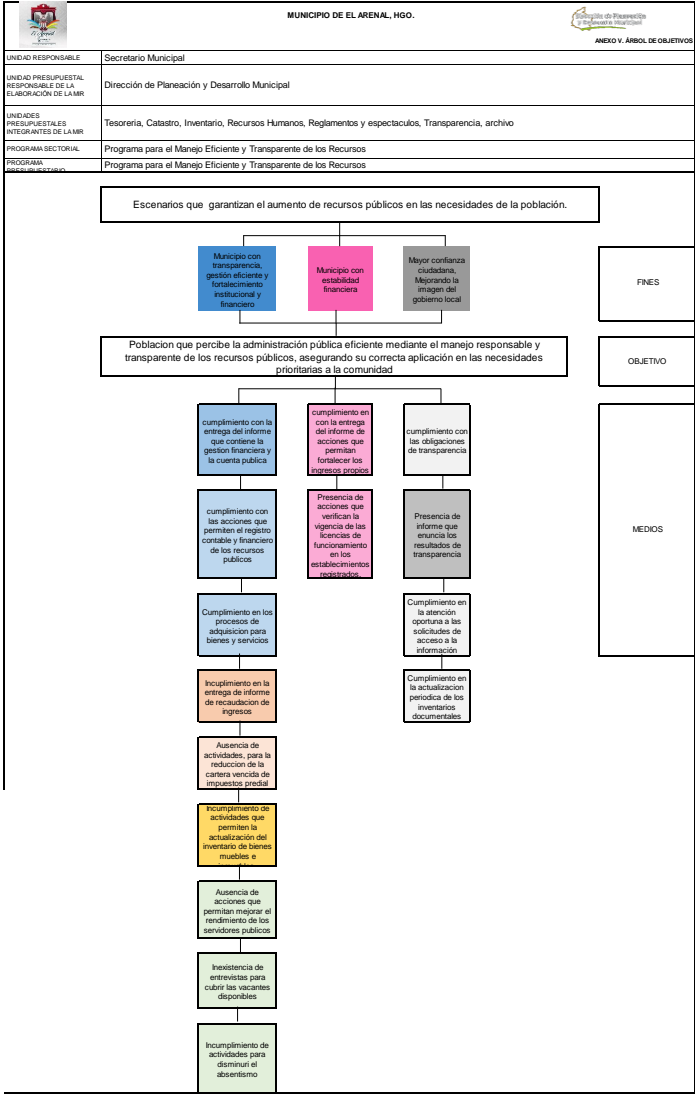 MUNICIPIO DE EL ARENAL, HGO.
El Arenal
Dirección de Planeación
y Desarrollo Municipal
ANEXO V. ÁRBOL DE OBJETIVOS
UNIDAD RESPONSABLE
Secretario Municipal
UNIDAD PRESUPUESTAL
RESPONSABLE DE LA
ELABORACIÓN DE LA MIR
Dirección de Planeación y Desarrollo Municipal
UNIDADES
PRESUPUESTALES
INTEGRANTES DE LA MIR
Tesoreria, Catastro, Inventario, Recursos Humanos, Reglamentos y espectaculos, Transparencia, archivo
PROGRAMA SECTORIAL
Programa para el Manejo Eficiente y Transparente de los Recursos
PROGRAMA
PRESUPUESTARIO
Programa para el Manejo Eficiente y Transparente de los Recursos
Escenarios que garantizan el aumento de recursos públicos en las necesidades de la población.
Municipio con
transparencia,
gestión eficiente y
fortalecimiento
institucional y
financiero
Municipio con
estabilidad
financiera
Mayor confianza
ciudadana,
Mejorando la
imagen del
gobierno local
FINES
Poblacion que percibe la administración pública eficiente mediante el manejo responsable y
transparente de los recursos públicos, asegurando su correcta aplicación en las necesidades
prioritarias a la comunidad
OBJETIVO
cumplimiento con la
entrega del informe
que contiene la
gestion financiera y
la cuenta publica
cumplimiento en
con la entrega
del informe de
acciones que
permitan
fortalecer los
ingresos propios
cumplimiento con
las obligaciones
de transparencia
MEDIOS
cumplimiento con
las acciones que
permiten el registro
contable y financiero
de los recursos
publicos
Presencia de
acciones que
verifican la
vigencia de las
licencias de
funcionamiento
en los
establecimientos
registrados.
Presencia de
informe que
enuncia los
resultados de
transparencia
Cumplimiento en los
procesos de
adquisicion para
bienes y servicios
Cumplimiento en
la atención
oportuna a las
solicitudes de
acceso a la
información
Incuplimiento en la
entrega de informe
de recaudacion de
ingresos
Cumplimiento en
la actualizacion
periodica de los
inventarios
documentales
Ausencia de
actividades, para la
reduccion de la
cartera vencida de
impuestos predial
Incumplimiento de
actividades que
permiten la
actualización del
inventario de bienes
muebles e
Ausencia de
acciones que
permitan mejorar el
rendimiento de los
servidores publicos
Inexistencia de
entrevistas para
cubrir las vacantes
disponibles
Incumplimiento de
actividades para
disminuri el
absentismo